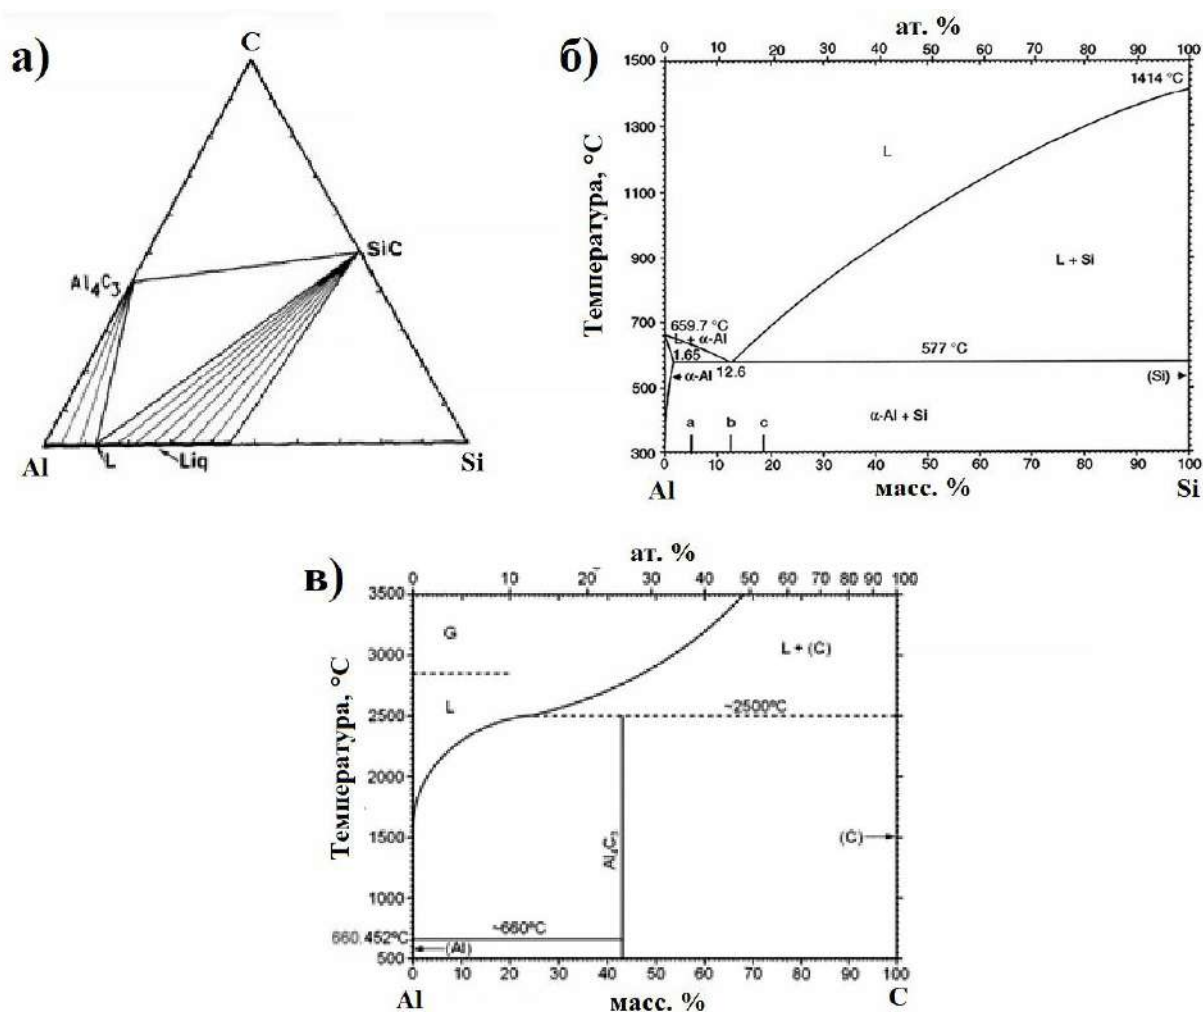 а)
C
Al₄C₃
SiC
Al
L
Liq
Si
б)
ат. %
0 10 20 30 40 50 60 70 80 90 100
Температура, °C
1500
1300
1100
900
700
500
300
1414 °C
L
L + Si
659.7 °C
L + α-Al
1.65
12.6
577 °C
α-Al
(Si)
α-Al + Si
a b c
0 10 20 30 40 50 60 70 80 90 100
Al
масс. %
Si
в)
ат. %
0 10 20 30 40 50 60 70 80 90 100
Температура, °C
3500
3000
2500
2000
1500
1000
500
G
L
L + (C)
~2500°C
Al₄C₃
(C)
~660°C
660.452°C
(Al)
0 10 20 30 40 50 60 70 80 90 100
Al
масс. %
C